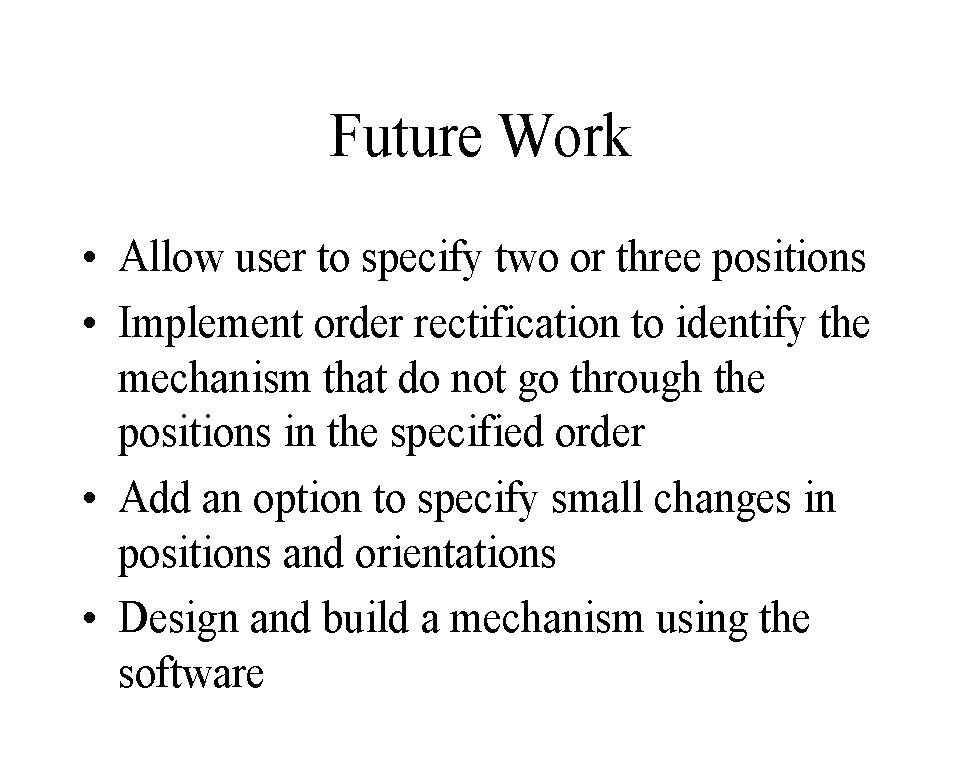 Future Work
• Allow user to specify two or three positions
• Implement order rectification to identify the
mechanism that do not go through the
positions in the specified order
• Add an option to specify small changes in
positions and orientations
• Design and build a mechanism using the
software